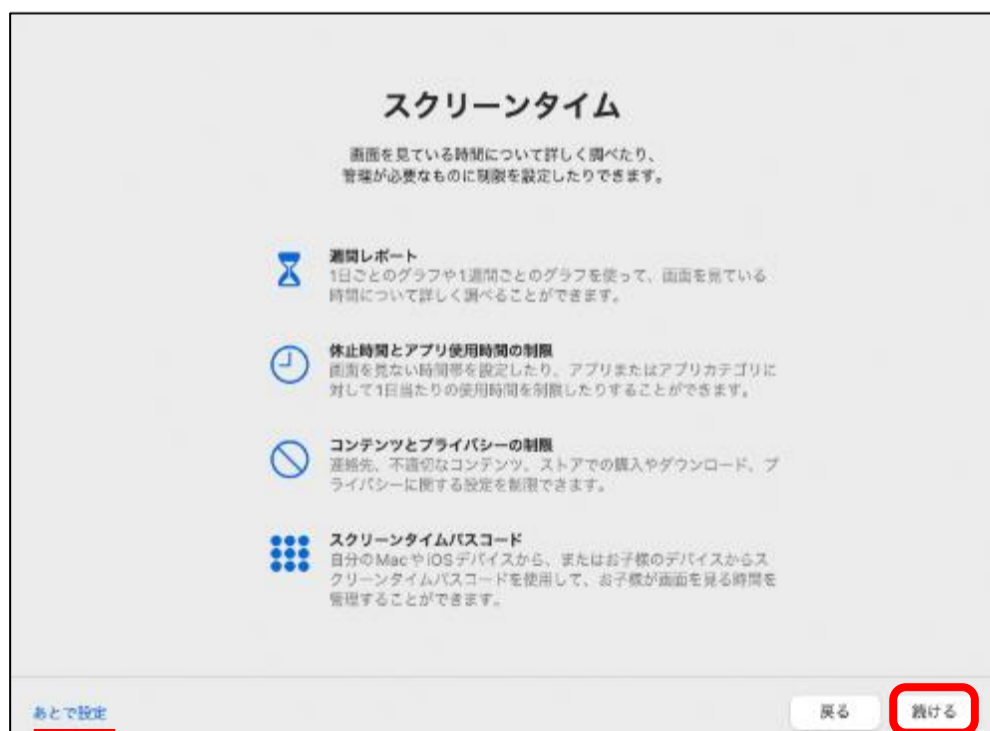 スクリーンタイム
画面を見ている時間について詳しく調べたり、
管理が必要なものに制限を設定したりできます。
週間レポート
1日ごとのグラフや1週間ごとのグラフを使って、画面を見ている
時間について詳しく調べることができます。
休止時間とアプリ使用時間の制限
画面を見ない時間帯を設定したり、アプリまたはアプリカテゴリに
対して1日当たりの使用時間を制限したりすることができます。
コンテンツとプライバシーの制限
連絡先、不適切なコンテンツ、ストアでの購入やダウンロード、プ
ライバシーに関する設定を制限できます。
スクリーンタイムパスコード
自分のMacやiOSデバイスから、またはお子様のデバイスからス
クリーンタイムパスコードを使用して、お子様が画面を見る時間を
管理することができます。
あとで設定
戻る
続ける